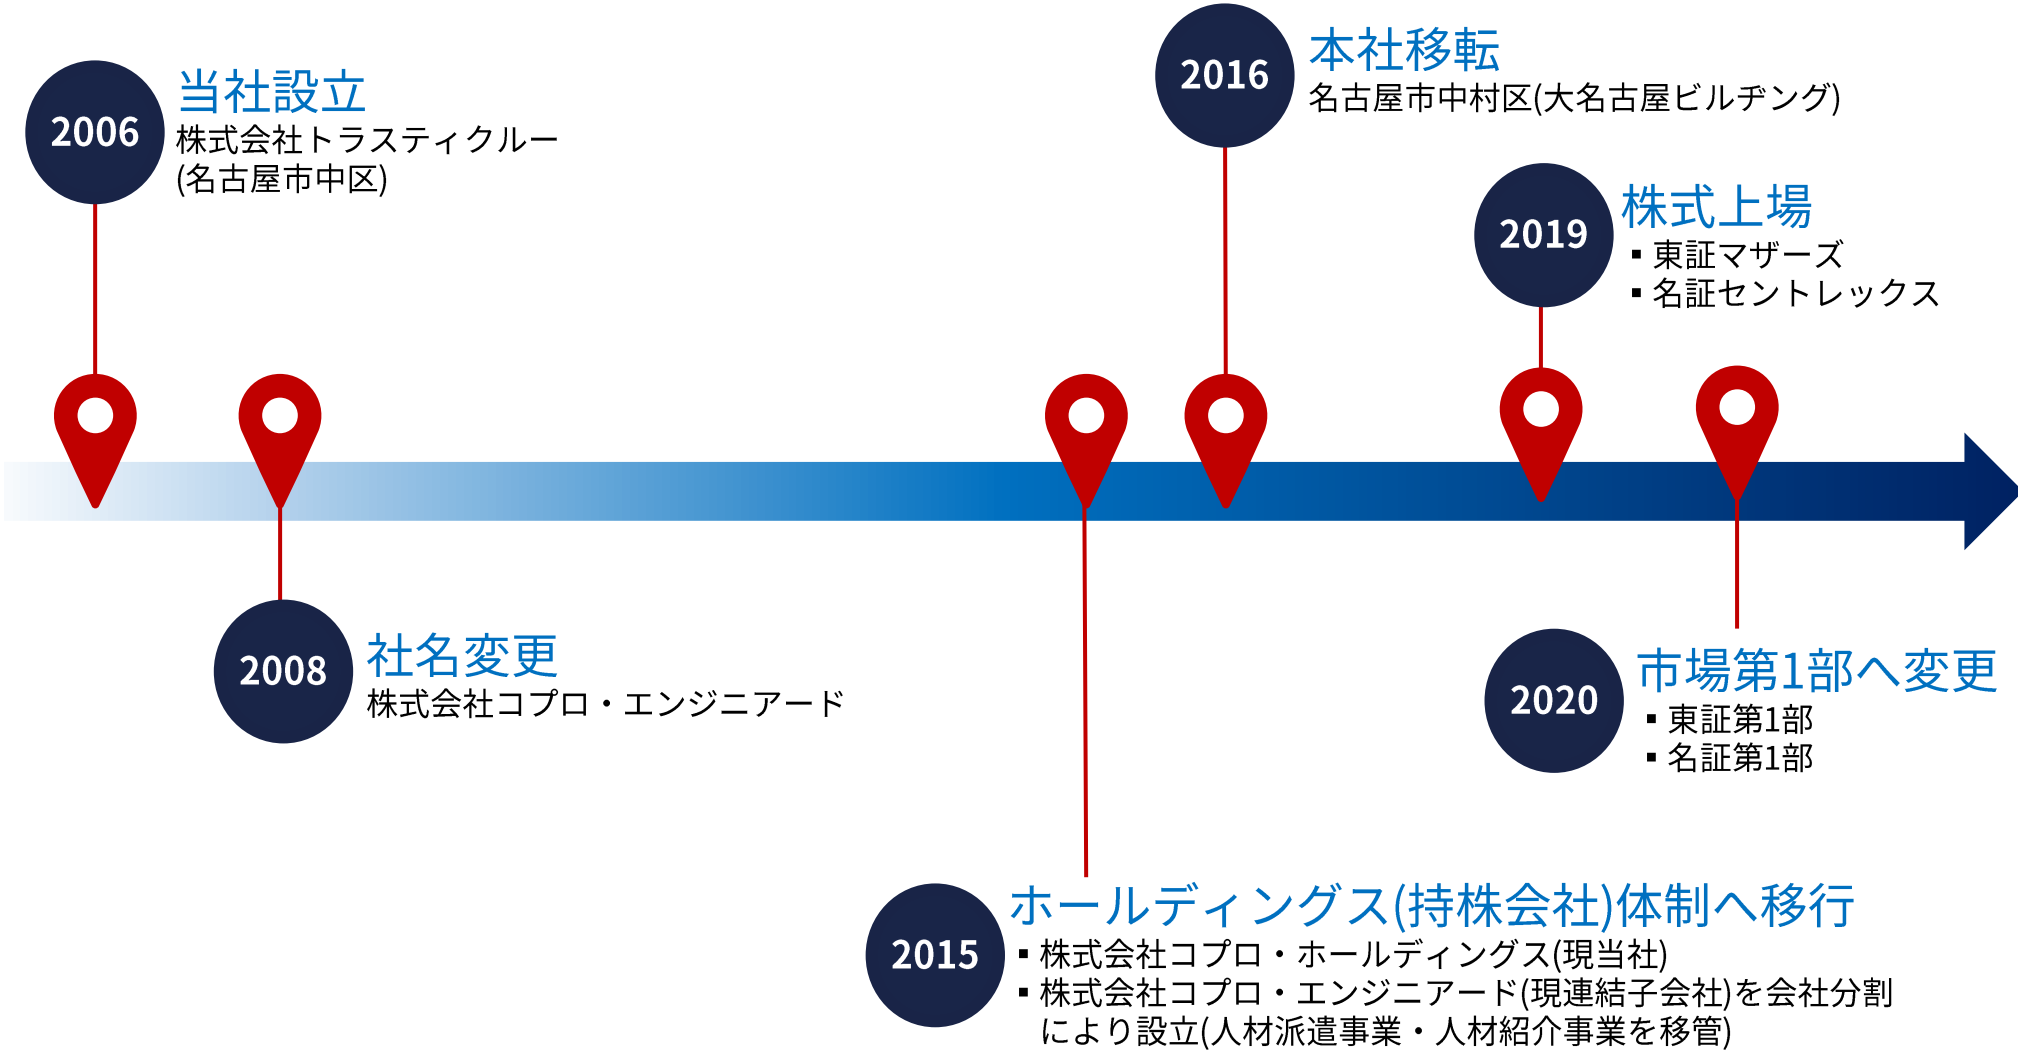 2006
当社設立
株式会社トラスティクルー
(名古屋市中区)
2008
社名変更
株式会社コプロ・エンジニアード
2015
ホールディングス(持株会社)体制へ移行
▪ 株式会社コプロ・ホールディングス(現当社)
▪ 株式会社コプロ・エンジニアード(現連結子会社)を会社分割
により設立(人材派遣事業・人材紹介事業を移管)
2016
本社移転
名古屋市中村区(大名古屋ビルヂング)
2019
株式上場
▪ 東証マザーズ
▪ 名証セントレックス
2020
市場第1部へ変更
▪ 東証第1部
▪ 名証第1部